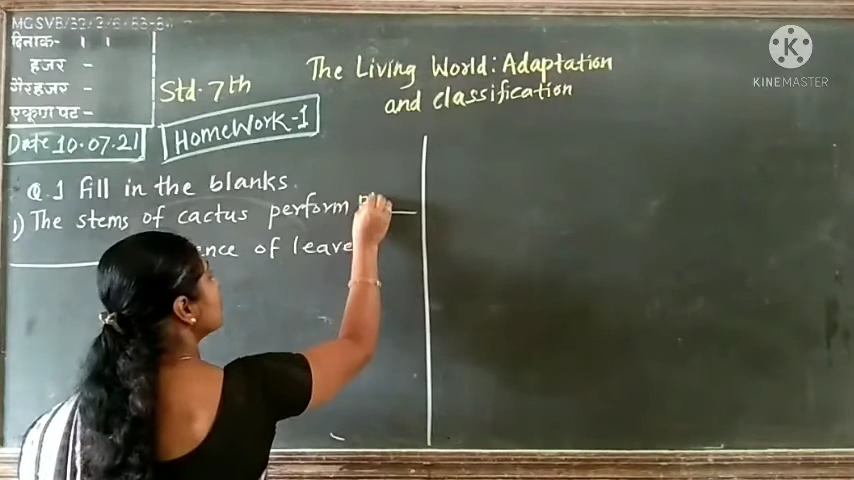 दिनांक-
हजर -
गैरहजर -
एकूण पट -
Date 10.07.21
Std. 7th
HomeWork-1
The Living World: Adaptation
and classification
K
KINEMASTER
Q.1 fill in the blanks.
1) The stems of cactus perform
of leave